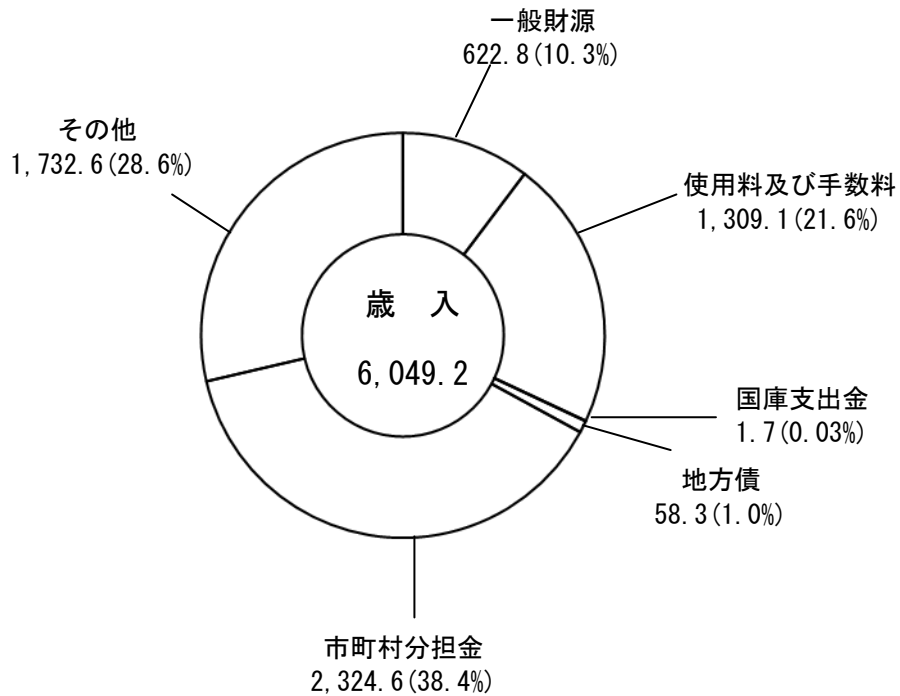 一般財源
622.8(10.3%)
その他
1,732.6(28.6%)
使用料及び手数料
1,309.1(21.6%)
歳 入
6,049.2
国庫支出金
1.7(0.03%)
地方債
58.3(1.0%)
市町村分担金
2,324.6(38.4%)